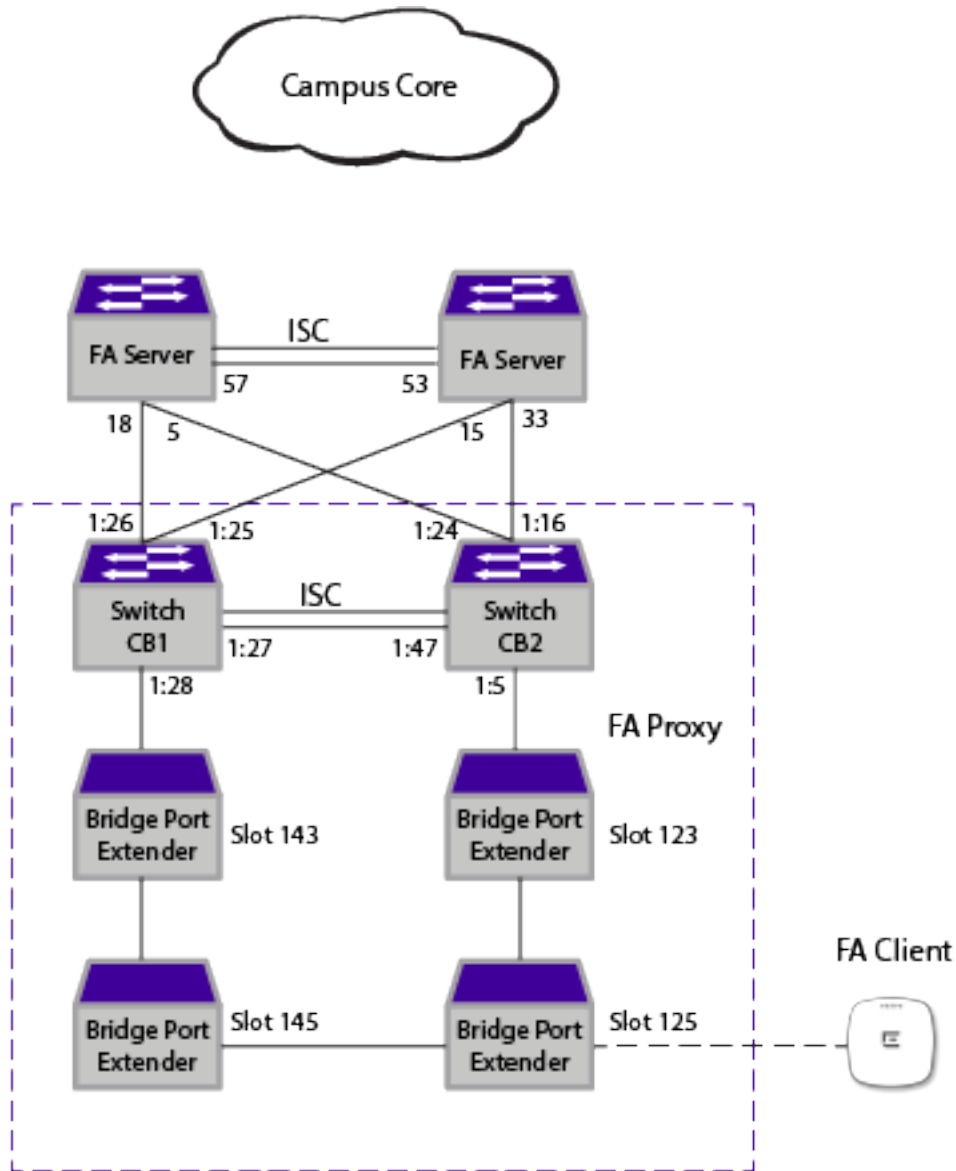 Campus Core
ISC
FA Server
FA Server
57
53
18
5
15
33
1:26
1:25
1:24
1:16
ISC
Switch
CB1
Switch
CB2
1:27
1:47
1:28
1:5
FA Proxy
Bridge Port
Extender
Slot 143
Bridge Port
Extender
Slot 123
FA Client
Bridge Port
Extender
Slot 145
Bridge Port
Extender
Slot 125